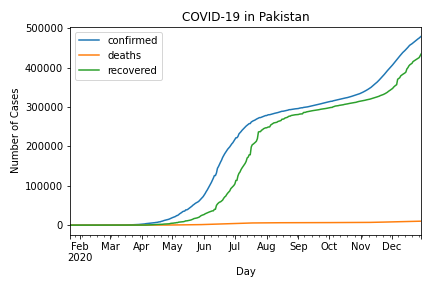 COVID-19 in Pakistan
confirmed
deaths
recovered
Number of Cases
500000
400000
300000
200000
100000
0
Feb Mar Apr May Jun Jul Aug Sep Oct Nov Dec
2020
Day